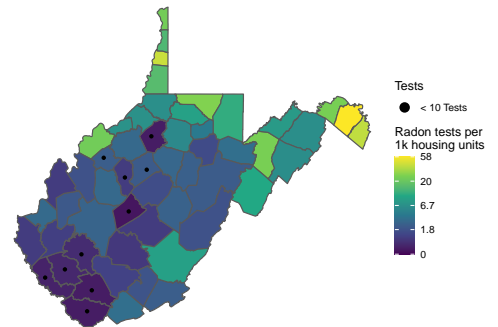 Tests
< 10 Tests
Radon tests per
1k housing units
58
20
6.7
1.8
0